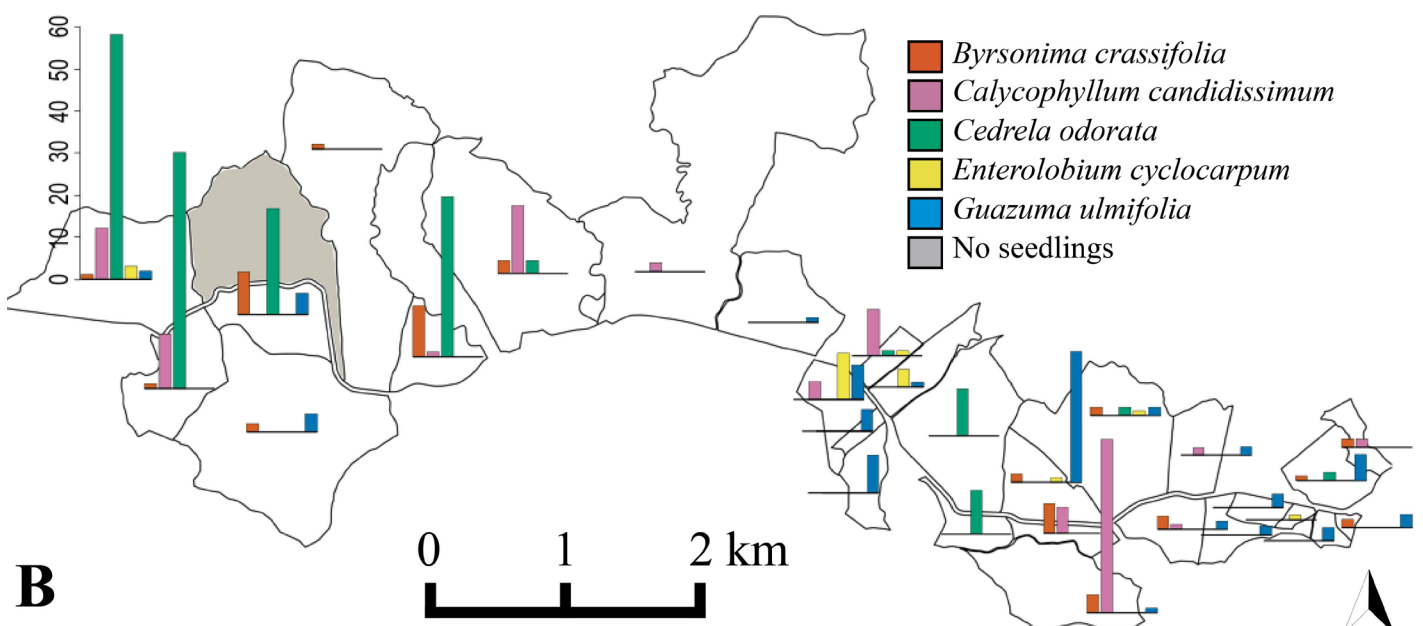 60
50
40
30
20
10
0
Byrsonima crassifolia
Calycophyllum candidissimum
Cedrela odorata
Enterolobium cyclocarpum
Guazuma ulmifolia
No seedlings
0 1 2 km
B